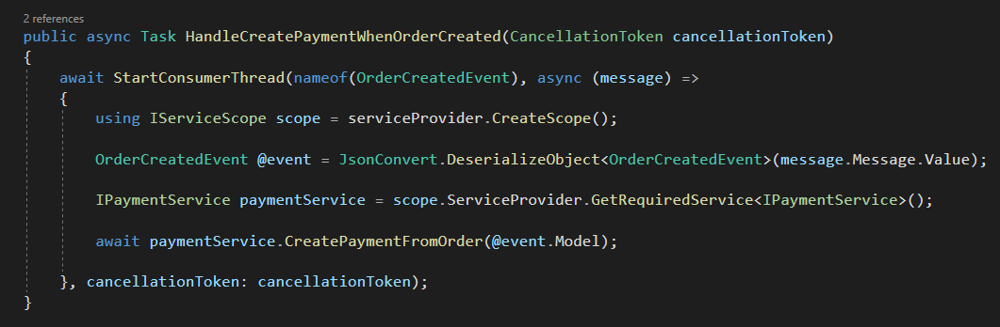 2 references
public async Task HandleCreatePaymentWhenOrderCreated(CancellationToken cancellationToken)
{
await StartConsumerThread(nameof(OrderCreatedEvent), async (message) =>
{
using IServiceScope scope = serviceProvider.CreateScope();
OrderCreatedEvent @event = JsonConvert.DeserializeObject<OrderCreatedEvent>(message.Message.Value);
IPaymentService paymentService = scope.ServiceProvider.GetRequiredService<IPaymentService>();
await paymentService.CreatePaymentFromOrder(@event.Model);
}, cancellationToken: cancellationToken);
}